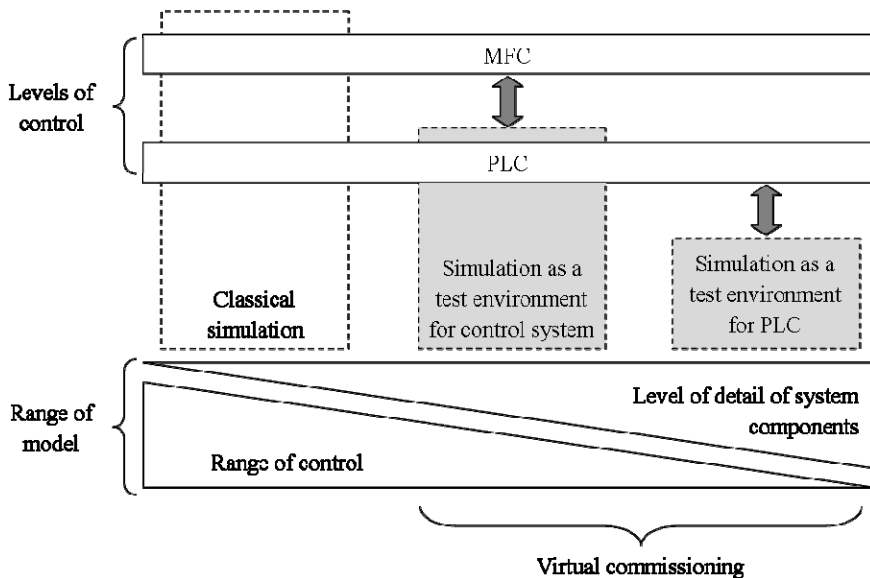 MFC
Levels of
control
PLC
Simulation as a
test environment
for control system
Simulation as a
test environment
for PLC
Classical
simulation
Range of
model
Level of detail of system
components
Range of control
Virtual commissioning